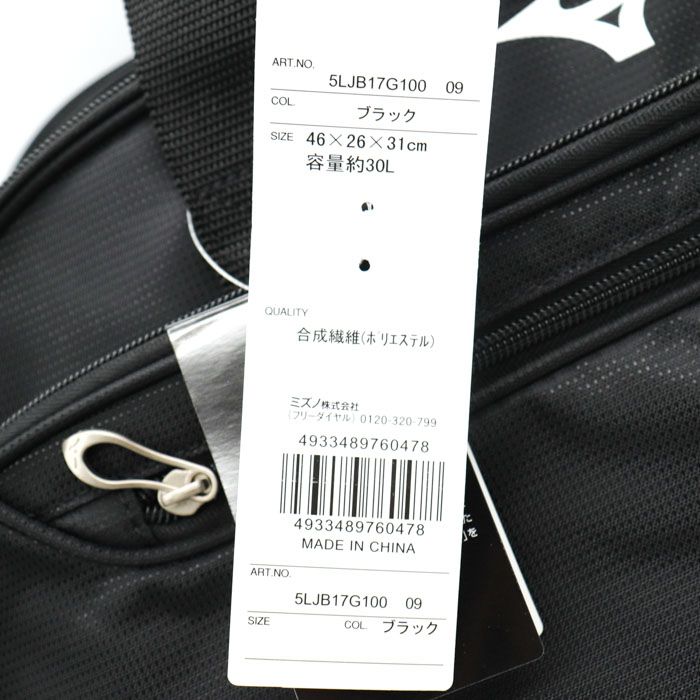 ART.NO.
5LJB17G100 09
COL.
ブラック
SIZE 46×26×31cm
容量約30L
QUALITY
合成繊維(ポリエステル)
ミズノ株式会社
(フリーダイヤル) 0120-320-799
4933489760478
4933489760478
MADE IN CHINA
ART.NO.
5LJB17G100 09
SIZE COL. ブラック
た
を